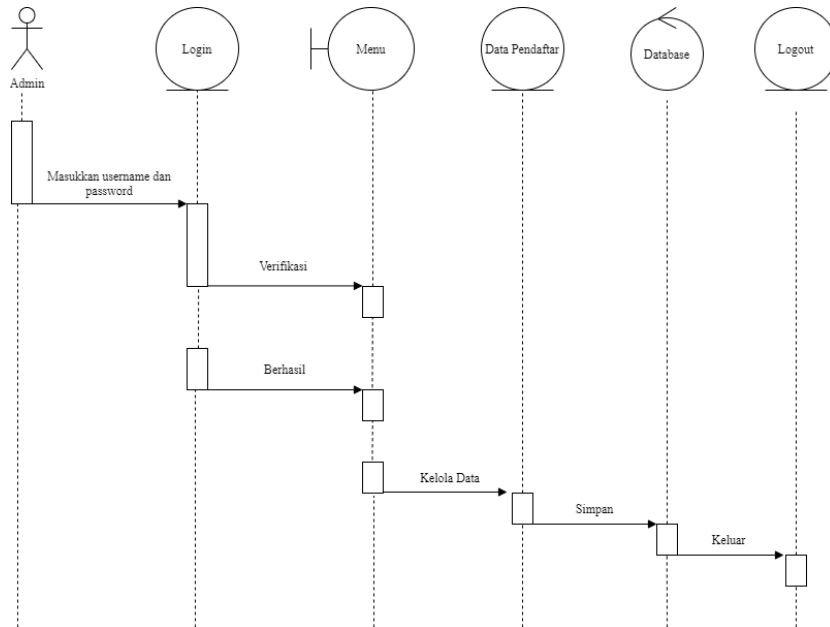 Admin
Login
Menu
Data Pendaftar
Database
Logout
Masukkan username dan
password
Verifikasi
Berhasil
Kelola Data
Simpan
Keluar